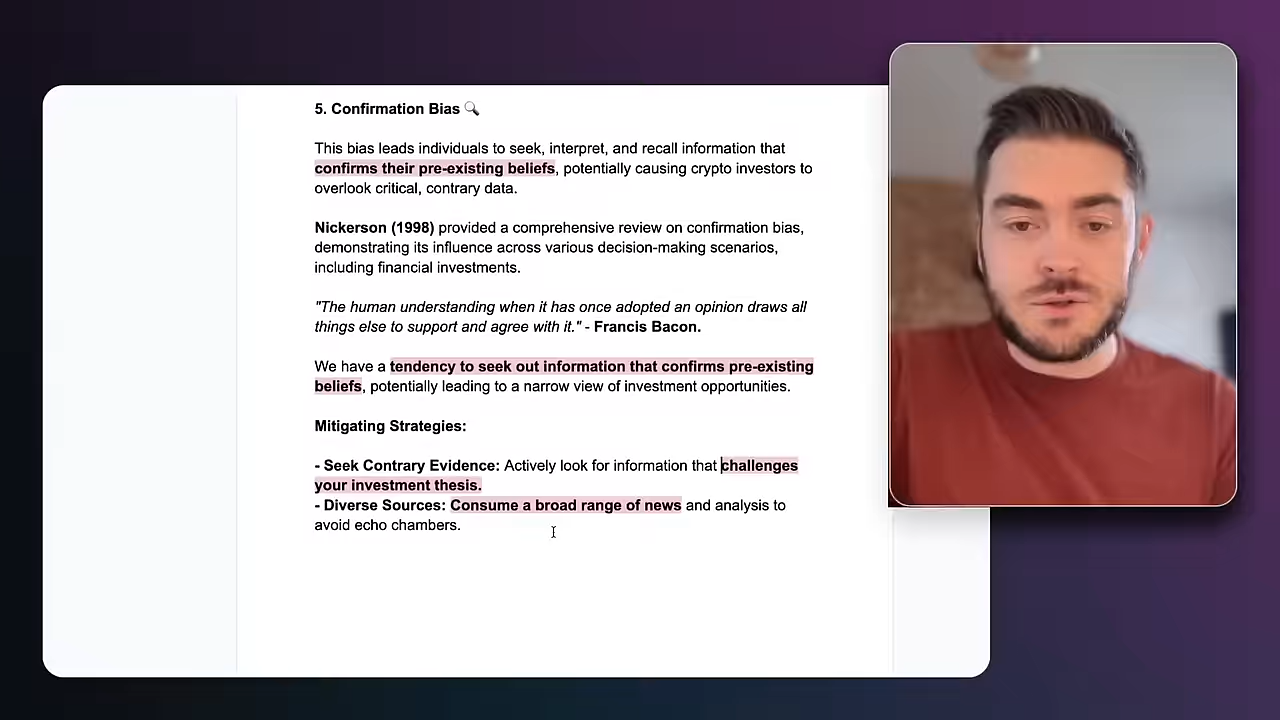 5. Confirmation Bias 🔍
This bias leads individuals to seek, interpret, and recall information that
confirms their pre-existing beliefs, potentially causing crypto investors to
overlook critical, contrary data.
Nickerson (1998) provided a comprehensive review on confirmation bias,
demonstrating its influence across various decision-making scenarios,
including financial investments.
"The human understanding when it has once adopted an opinion draws all
things else to support and agree with it." - Francis Bacon.
We have a tendency to seek out information that confirms pre-existing
beliefs, potentially leading to a narrow view of investment opportunities.
Mitigating Strategies:
- Seek Contrary Evidence: Actively look for information that challenges
your investment thesis.
- Diverse Sources: Consume a broad range of news and analysis to
avoid echo chambers.